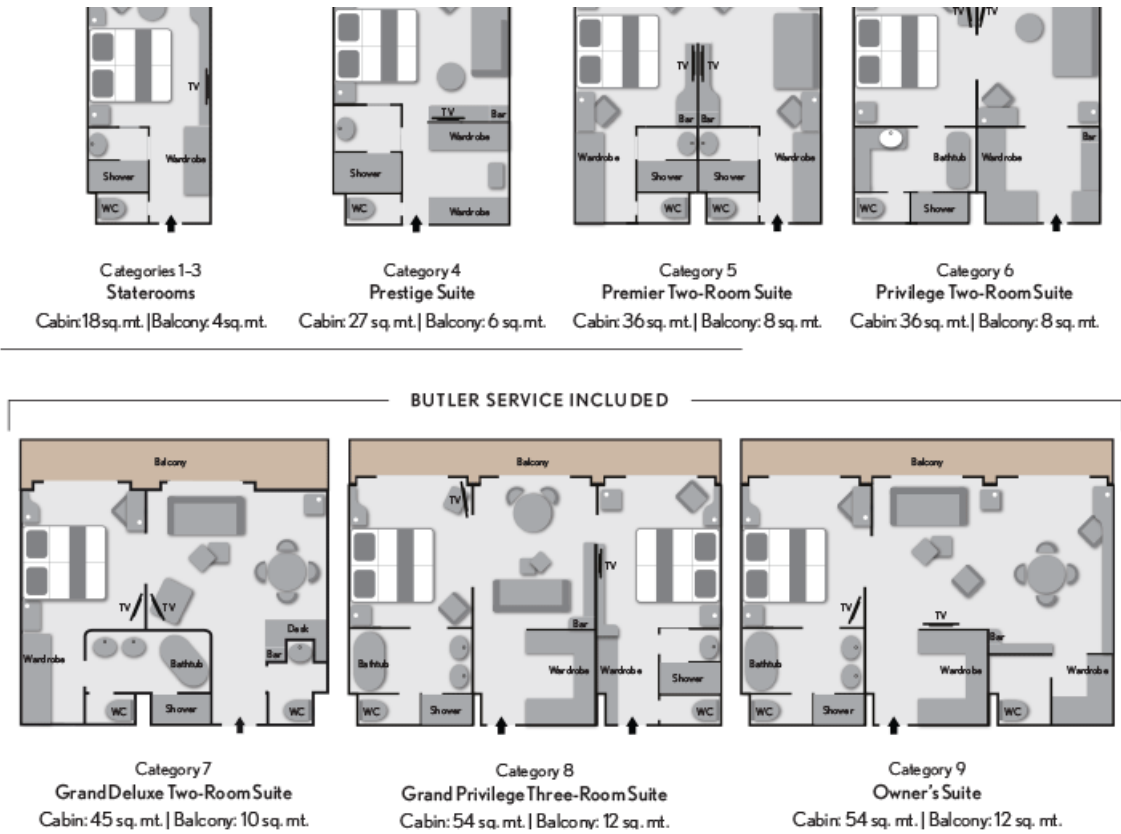 TV
TV
TV
TV
TV
TV
Bar
Bar
Bar
Bar
Wardrobe
Wardrobe
Wardrobe
Wardrobe
Bathtub
Wardrobe
Wardrobe
Shower
Shower
Shower
Shower
WC
WC
Wardrobe
WC
WC
WC
Shower
Categories 1-3
Staterooms
Cabin:18sq. mt. | Balcony: 4sq. mt.
Category 4
Prestige Suite
Cabin: 27 sq. mt. | Balcony: 6 sq. mt.
Category 5
Premier Two-Room Suite
Cabin: 36 sq. mt. | Balcony: 8 sq. mt.
Category 6
Privilege Two-Room Suite
Cabin: 36 sq. mt. | Balcony: 8 sq. mt.
BUTLER SERVICE INCLUDED
Balcony
TV
TV
Desk
Bar
Wardrobe
Bathtub
Shower
WC
WC
Category 7
Grand Deluxe Two-Room Suite
Cabin: 45 sq. mt. | Balcony: 10 sq. mt.
Balcony
TV
TV
Bar
Bathtub
Wardrobe
Wardrobe
Shower
WC
Shower
WC
Category 8
Grand Privilege Three-Room Suite
Cabin: 54 sq. mt. | Balcony: 12 sq. mt.
Balcony
TV
TV
Bar
Bathtub
Wardrobe
Wardrobe
WC
Shower
WC
Category 9
Owner's Suite
Cabin: 54 sq. mt. | Balcony: 12 sq. mt.